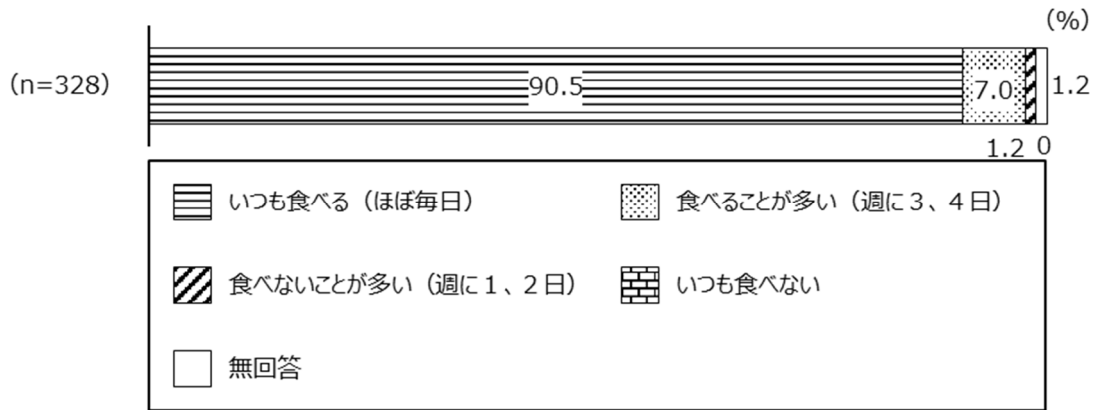 (%)
(n=328)
90.5
7.0
1.2
1.2
0
いつも食べる（ほぼ毎日）
食べることが多い（週に３、４日）
食べないことが多い（週に１、２日）
いつも食べない
無回答